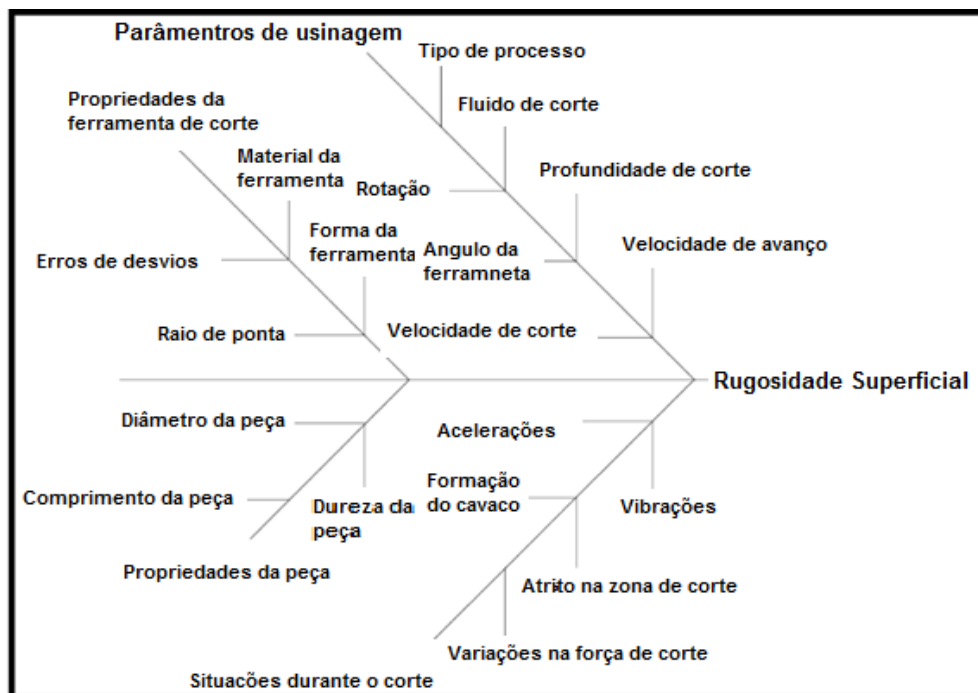 Parâmentros de usinagem
Tipo de processo
Propriedades da
ferramenta de corte
Fluido de corte
Material da
ferramenta
Rotação
Profundidade de corte
Forma da
ferramenta
Angulo da
ferramneta
Velocidade de avanço
Erros de desvios
Raio de ponta
Velocidade de corte
Rugosidade Superficial
Diâmetro da peça
Acelerações
Comprimento da peça
Dureza da
peça
Formação
do cavaco
Vibrações
Propriedades da peça
Atrito na zona de corte
Variações na força de corte
Situacões durante o corte